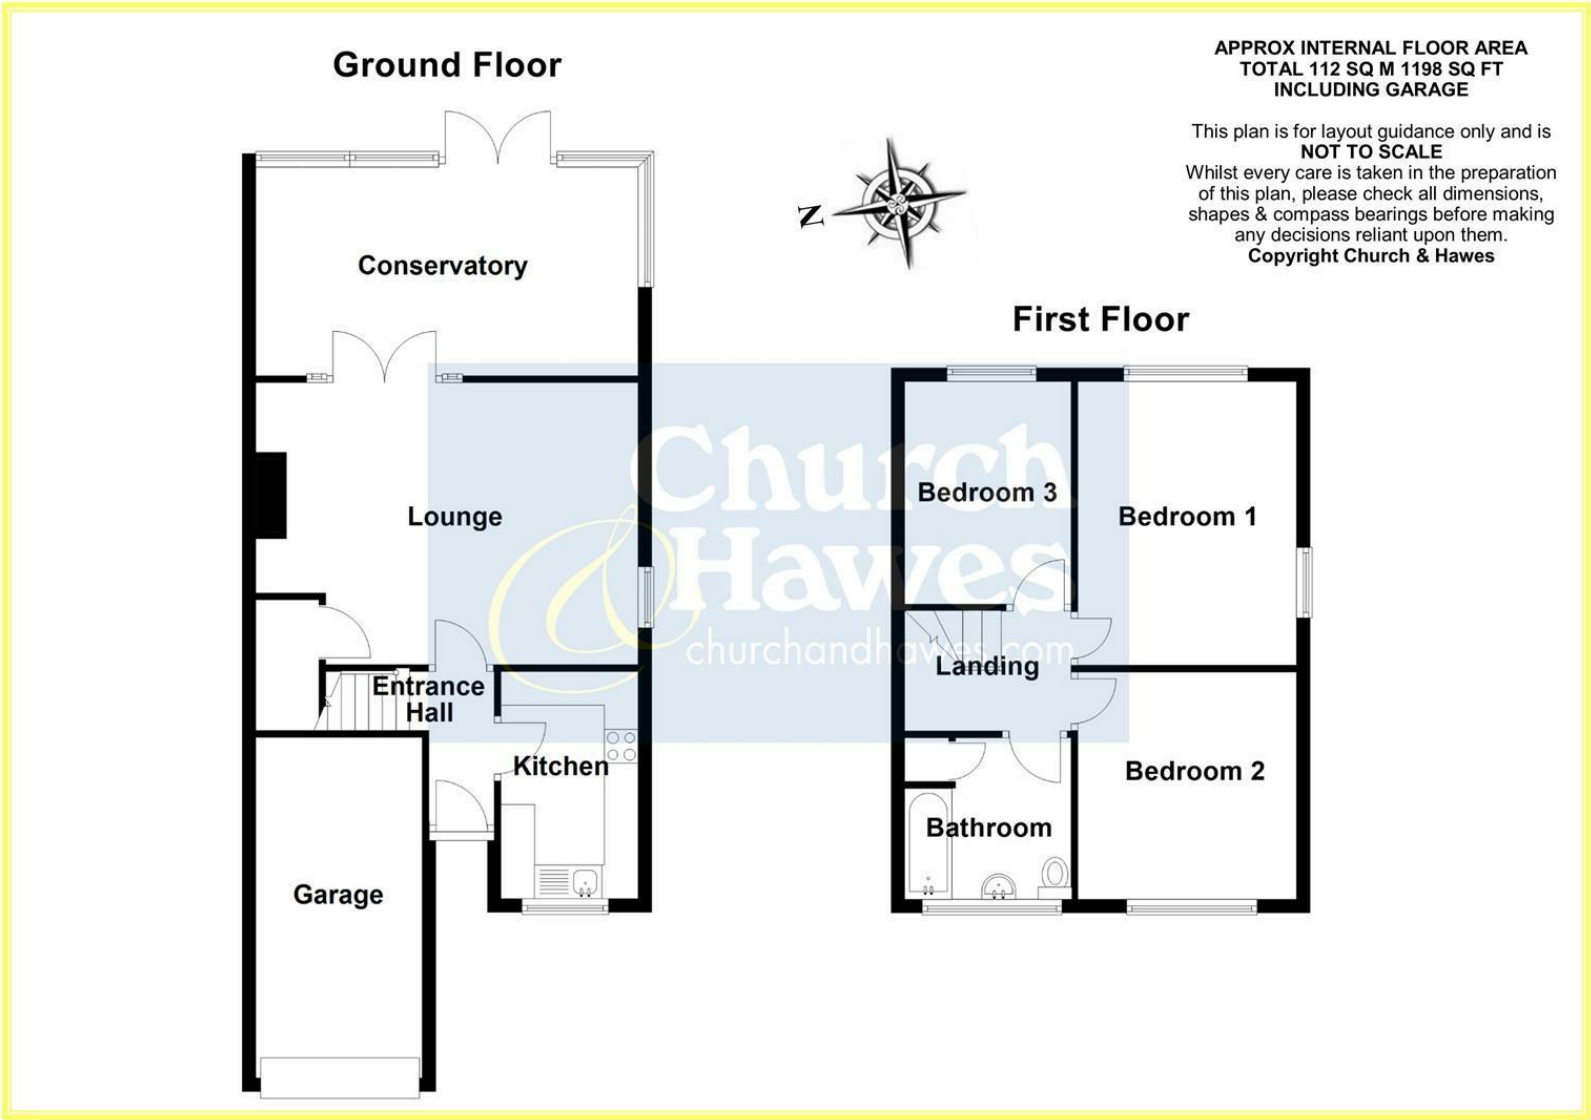 Ground Floor
APPROX INTERNAL FLOOR AREA
TOTAL 112 SQ M 1198 SQ FT
INCLUDING GARAGE
This plan is for layout guidance only and is
NOT TO SCALE
Whilst every care is taken in the preparation
of this plan, please check all dimensions,
shapes & compass bearings before making
any decisions reliant upon them.
Copyright Church & Hawes
N
Conservatory
First Floor
Church
& Hawes
churchandhawes.com
Lounge
Entrance
Hall
Kitchen
Garage
Bedroom 3
Bedroom 1
Landing
Bedroom 2
Bathroom